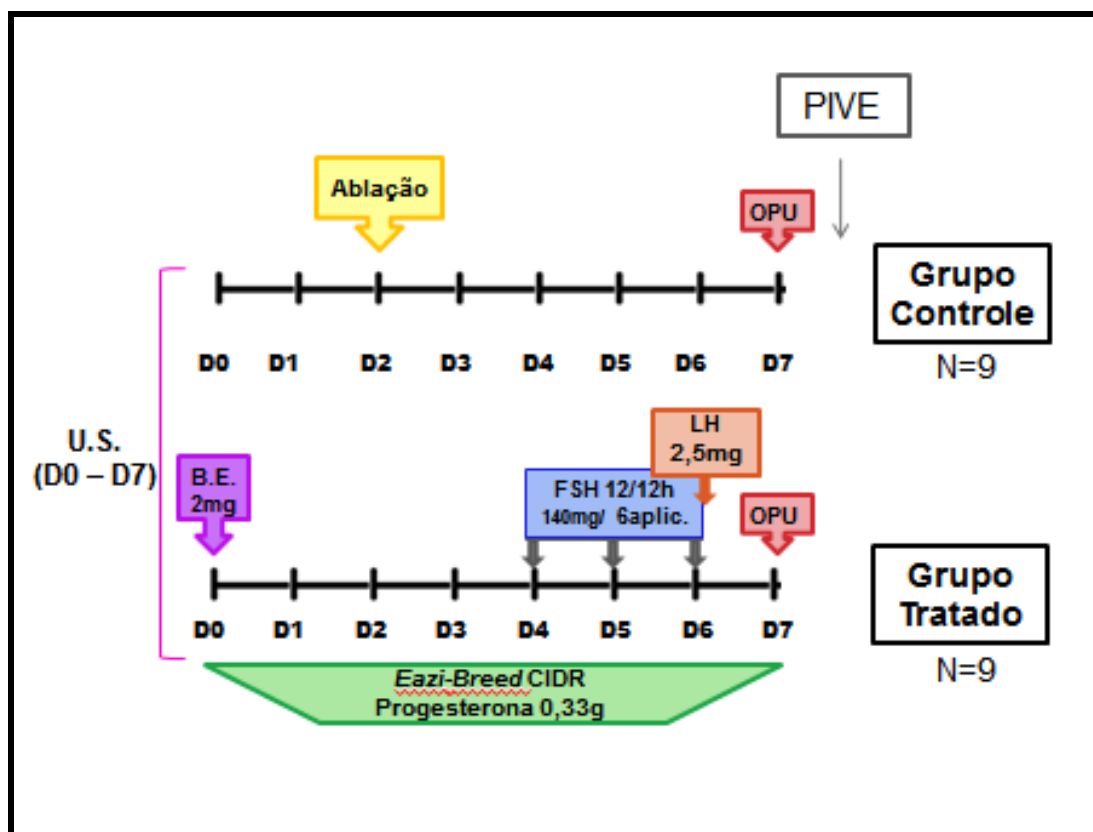 PIVE
Ablação
OPU
Grupo
Controle
N=9
D0 D1 D2 D3 D4 D5 D6 D7
U.S.
(D0 – D7)
B.E.
2mg
LH
2,5mg
FSH 12/12h
140mg/ 6aplic.
OPU
Grupo
Tratado
N=9
D0 D1 D2 D3 D4 D5 D6 D7
Eazi-Breed CIDR
Progesterona 0,33g